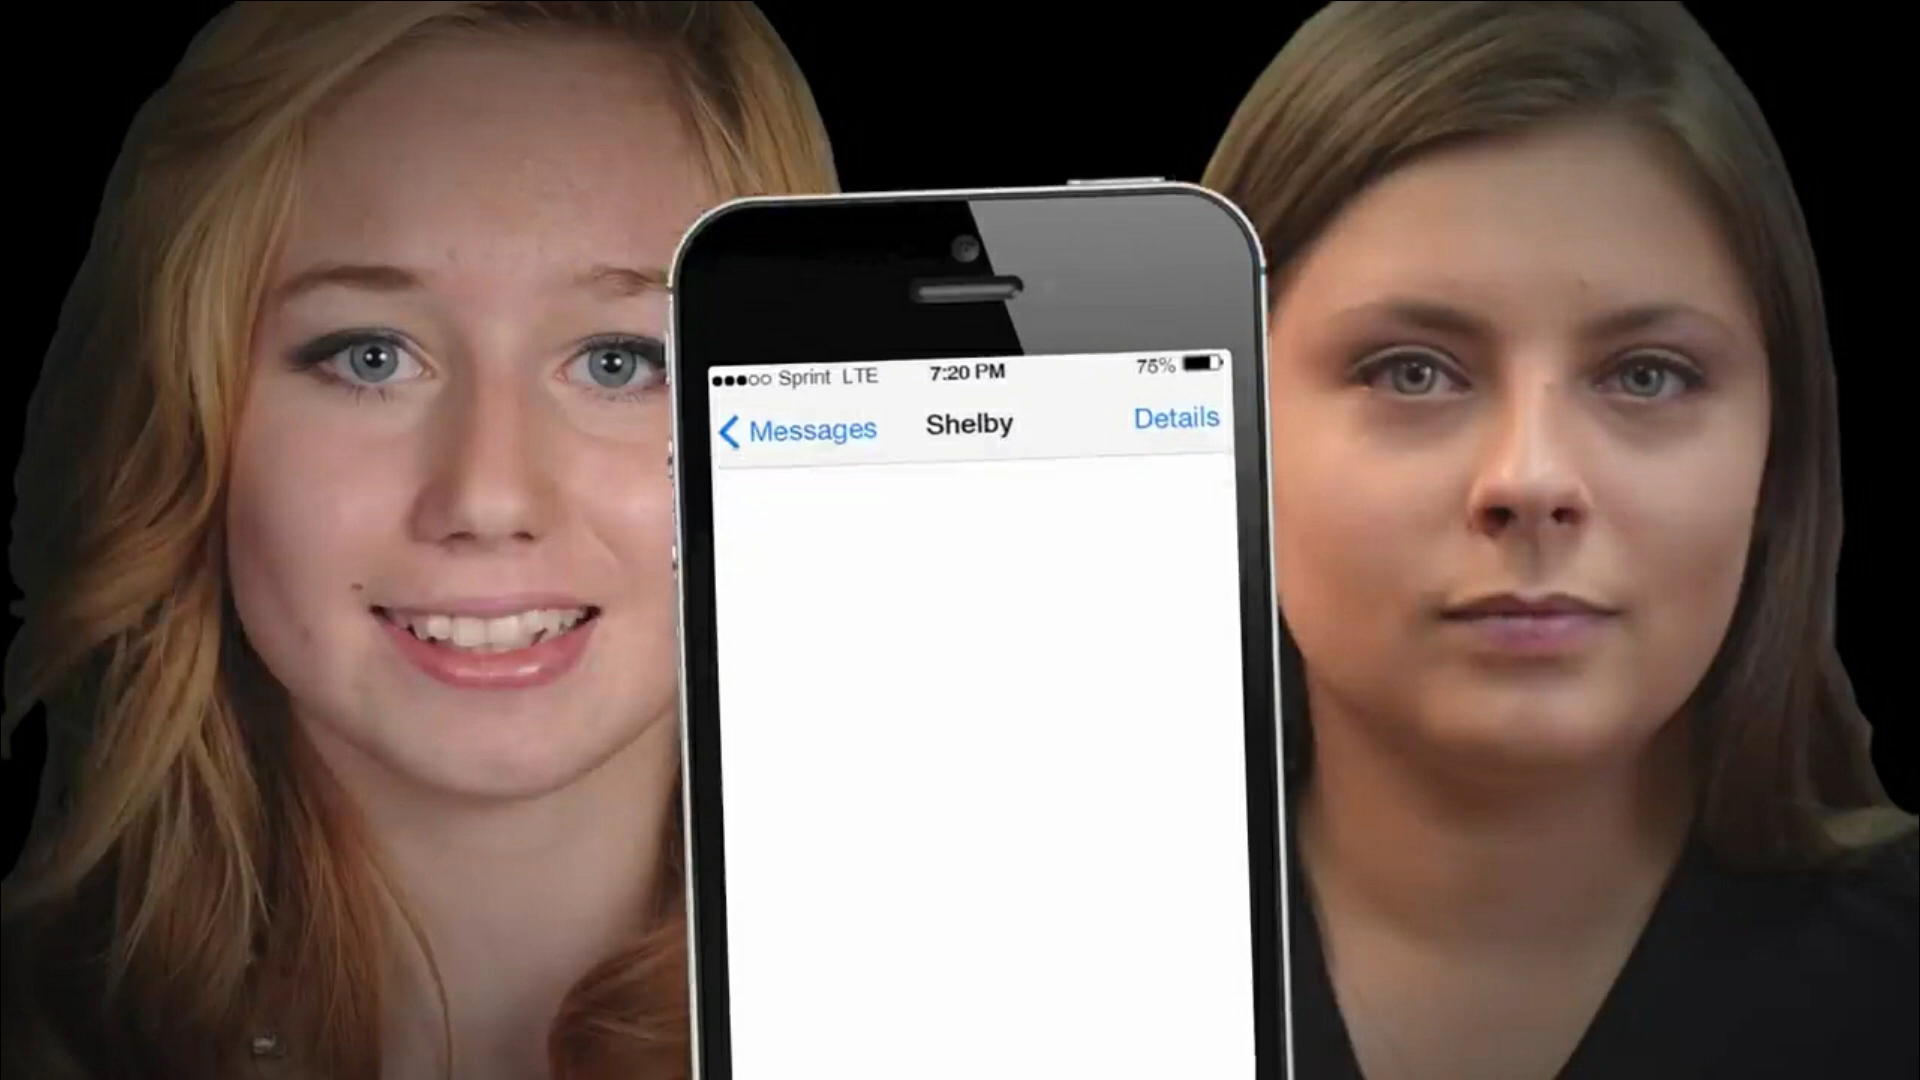 ●●●○○ Sprint LTE 7:20 PM 75%
Messages Shelby Details